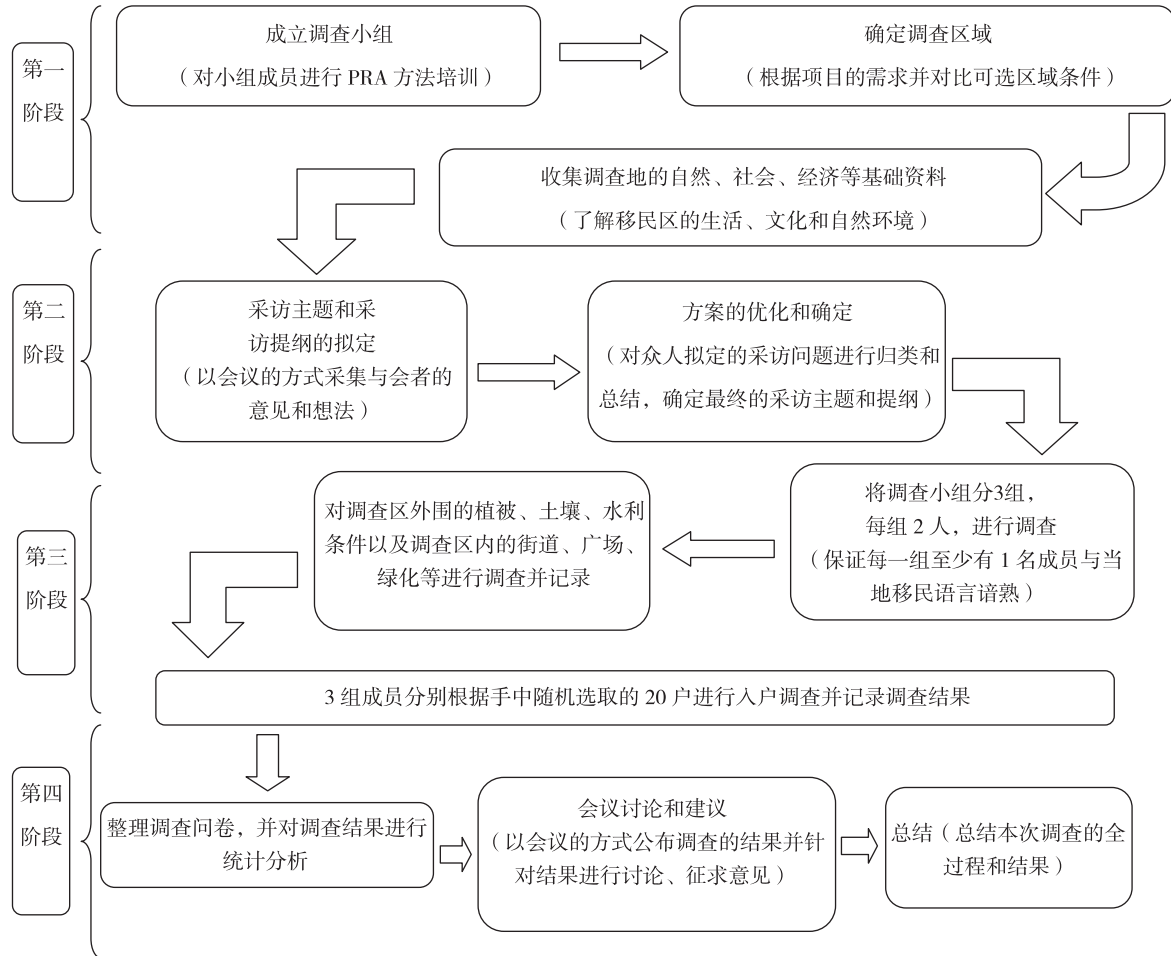 第一
阶段
成立调查小组
（对小组成员进行 PRA 方法培训）
确定调查区域
（根据项目的需求并对比可选区域条件）
收集调查地的自然、社会、经济等基础资料
（了解移民区的生活、文化和自然环境）
第二
阶段
采访主题和采
访提纲的拟定
（以会议的方式采集与会者的
意见和想法）
方案的优化和确定
（对众人拟定的采访问题进行归类和
总结，确定最终的采访主题和提纲）
第三
阶段
将调查小组分3组，
每组 2 人，进行调查
（保证每一组至少有 1 名成员与当
地移民语言谙熟）
对调查区外围的植被、土壤、水利
条件以及调查区内的街道、广场、
绿化等进行调查并记录
3 组成员分别根据手中随机选取的 20 户进行入户调查并记录调查结果
第四
阶段
整理调查问卷，并对调查结果进行
统计分析
会议讨论和建议
（以会议的方式公布调查的结果并针
对结果进行讨论、征求意见）
总结（总结本次调查的全
过程和结果）